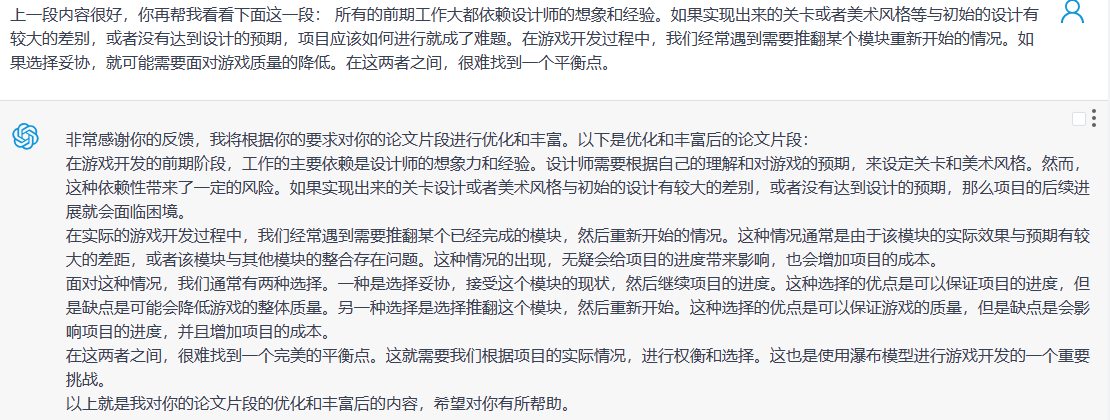 上一段内容很好，你再帮我看看下面这一段： 所有的前期工作大都依赖设计师的想象和经验。如果实现出来的关卡或者美术风格等与初始的设计有
较大的差别，或者没有达到设计的预期，项目应该如何进行就成了难题。在游戏开发过程中，我们经常遇到需要推翻某个模块重新开始的情况。如
果选择妥协，就可能需要面对游戏质量的降低。在这两者之间，很难找到一个平衡点。
非常感谢你的反馈，我将根据你的要求对你的论文片段进行优化和丰富。以下是优化和丰富后的论文片段：
在游戏开发的前期阶段，工作的主要依赖是设计师的想象力和经验。设计师需要根据自己的理解和对游戏的预期，来设定关卡和美术风格。然而，
这种依赖性带来了一定的风险。如果实现出来的关卡设计或者美术风格与初始的设计有较大的差别，或者没有达到设计的预期，那么项目的后续进
展就会面临困境。
在实际的游戏开发过程中，我们经常遇到需要推翻某个已经完成的模块，然后重新开始的情况。这种情况通常是由于该模块的实际效果与预期有较
大的差距，或者该模块与其他模块的整合存在问题。这种情况的出现，无疑会给项目的进度带来影响，也会增加项目的成本。
面对这种情况，我们通常有两种选择。一种是选择妥协，接受这个模块的现状，然后继续项目的进度。这种选择的优点是可以保证项目的进度，但
是缺点是可能会降低游戏的整体质量。另一种选择是选择推翻这个模块，然后重新开始。这种选择的优点是可以保证游戏的质量，但是缺点是会影
响项目的进度，并且增加项目的成本。
在这两者之间，很难找到一个完美的平衡点。这就需要我们根据项目的实际情况，进行权衡和选择。这也是使用瀑布模型进行游戏开发的一个重要
挑战。
以上就是我对你的论文片段的优化和丰富后的内容，希望对你有所帮助。